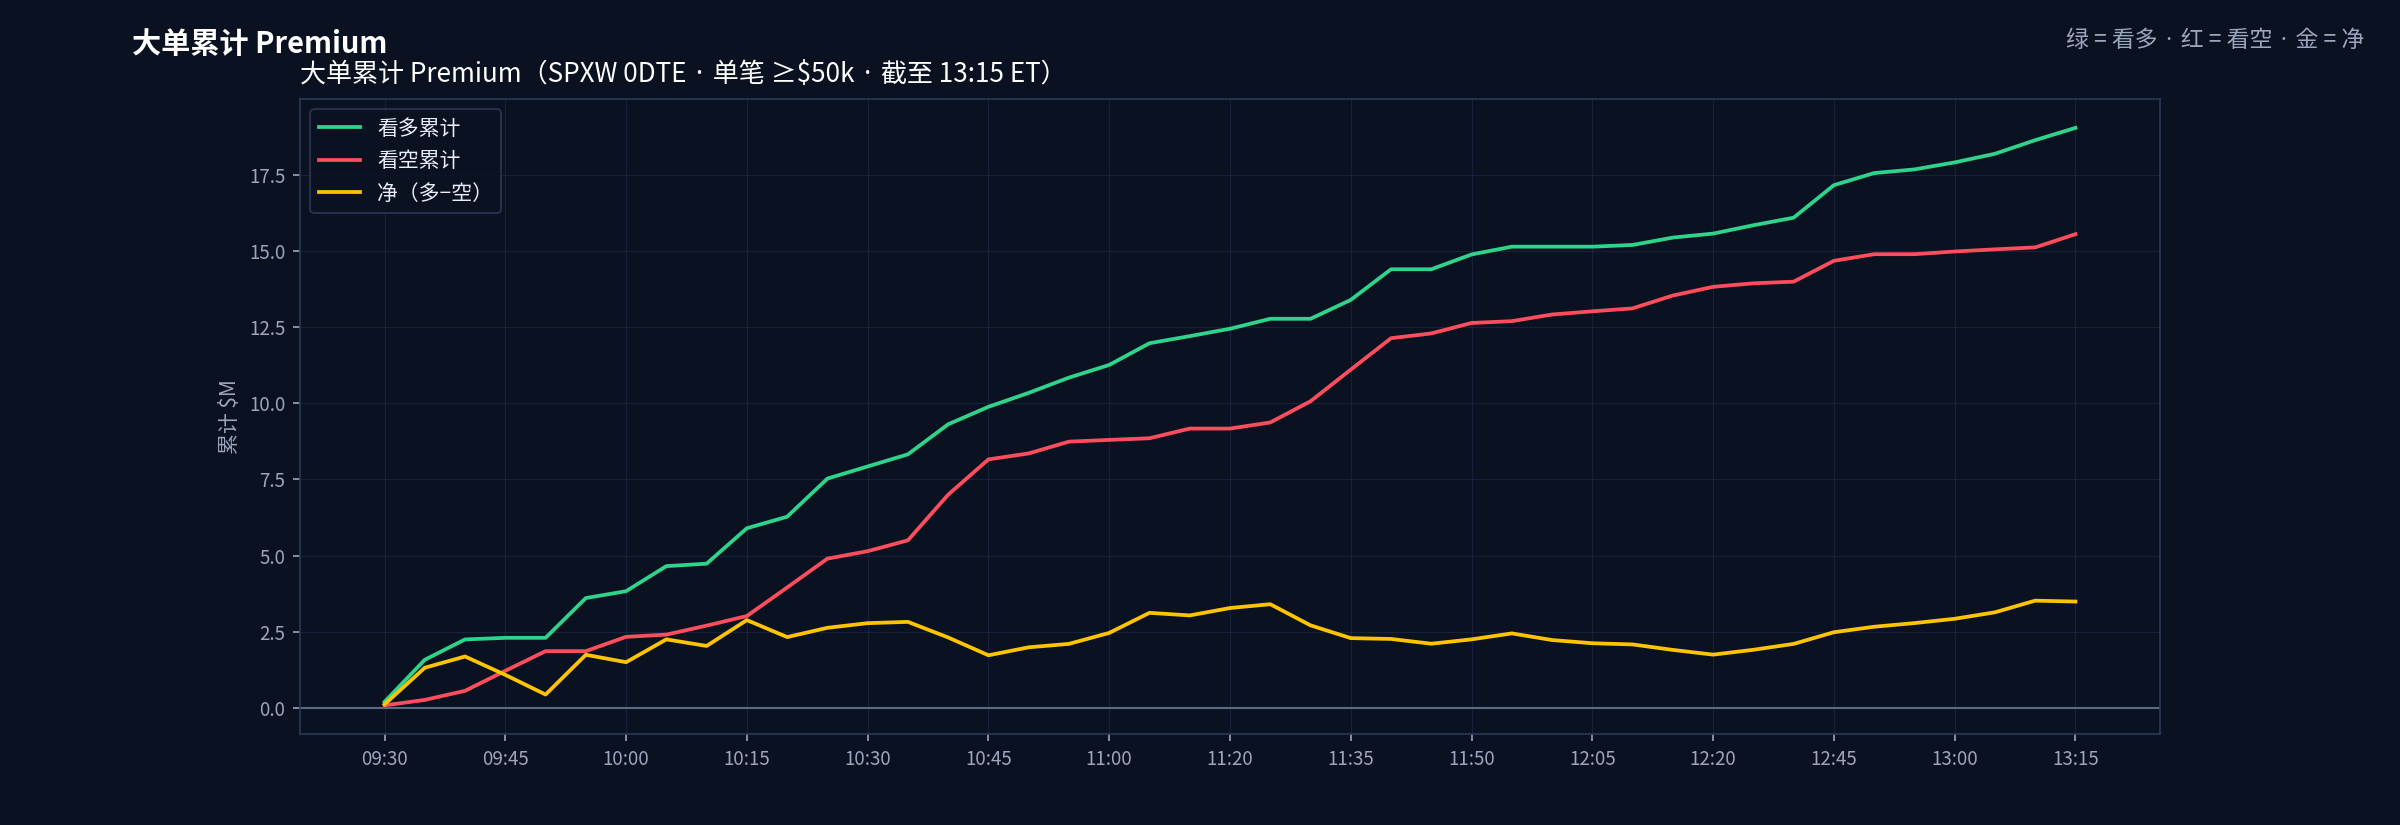 大单累计 Premium
绿 = 看多 · 红 = 看空 · 金 = 净
大单累计 Premium（SPXW 0DTE · 单笔 ≥$50k · 截至 13:15 ET）
看多累计
看空累计
净（多−空）
累计 $M
17.5
15.0
12.5
10.0
7.5
5.0
2.5
0.0
09:30 09:45 10:00 10:15 10:30 10:45 11:00 11:20 11:35 11:50 12:05 12:20 12:45 13:00 13:15